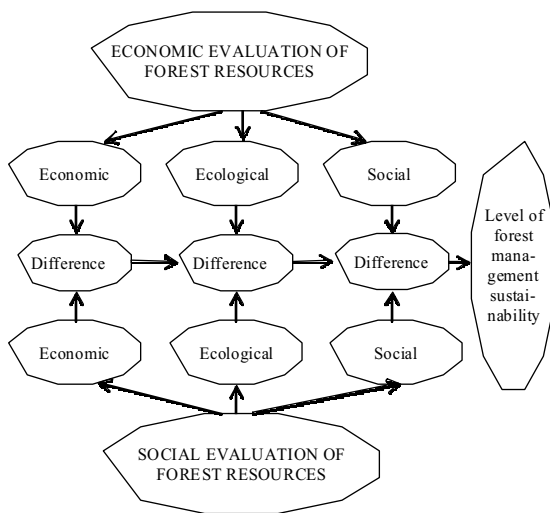 ECONOMIC EVALUATION OF
FOREST RESOURCES
Economic
Ecological
Social
Difference
Difference
Difference
Level of
forest
mana-
gement
sustai-
nability
Economic
Ecological
Social
SOCIAL EVALUATION OF
FOREST RESOURCES